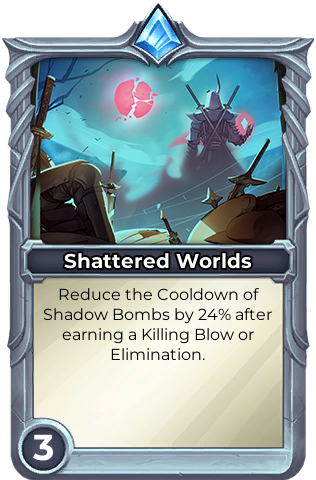 Shattered Worlds
Reduce the Cooldown of
Shadow Bombs by 24% after
earning a Killing Blow or
Elimination.
3